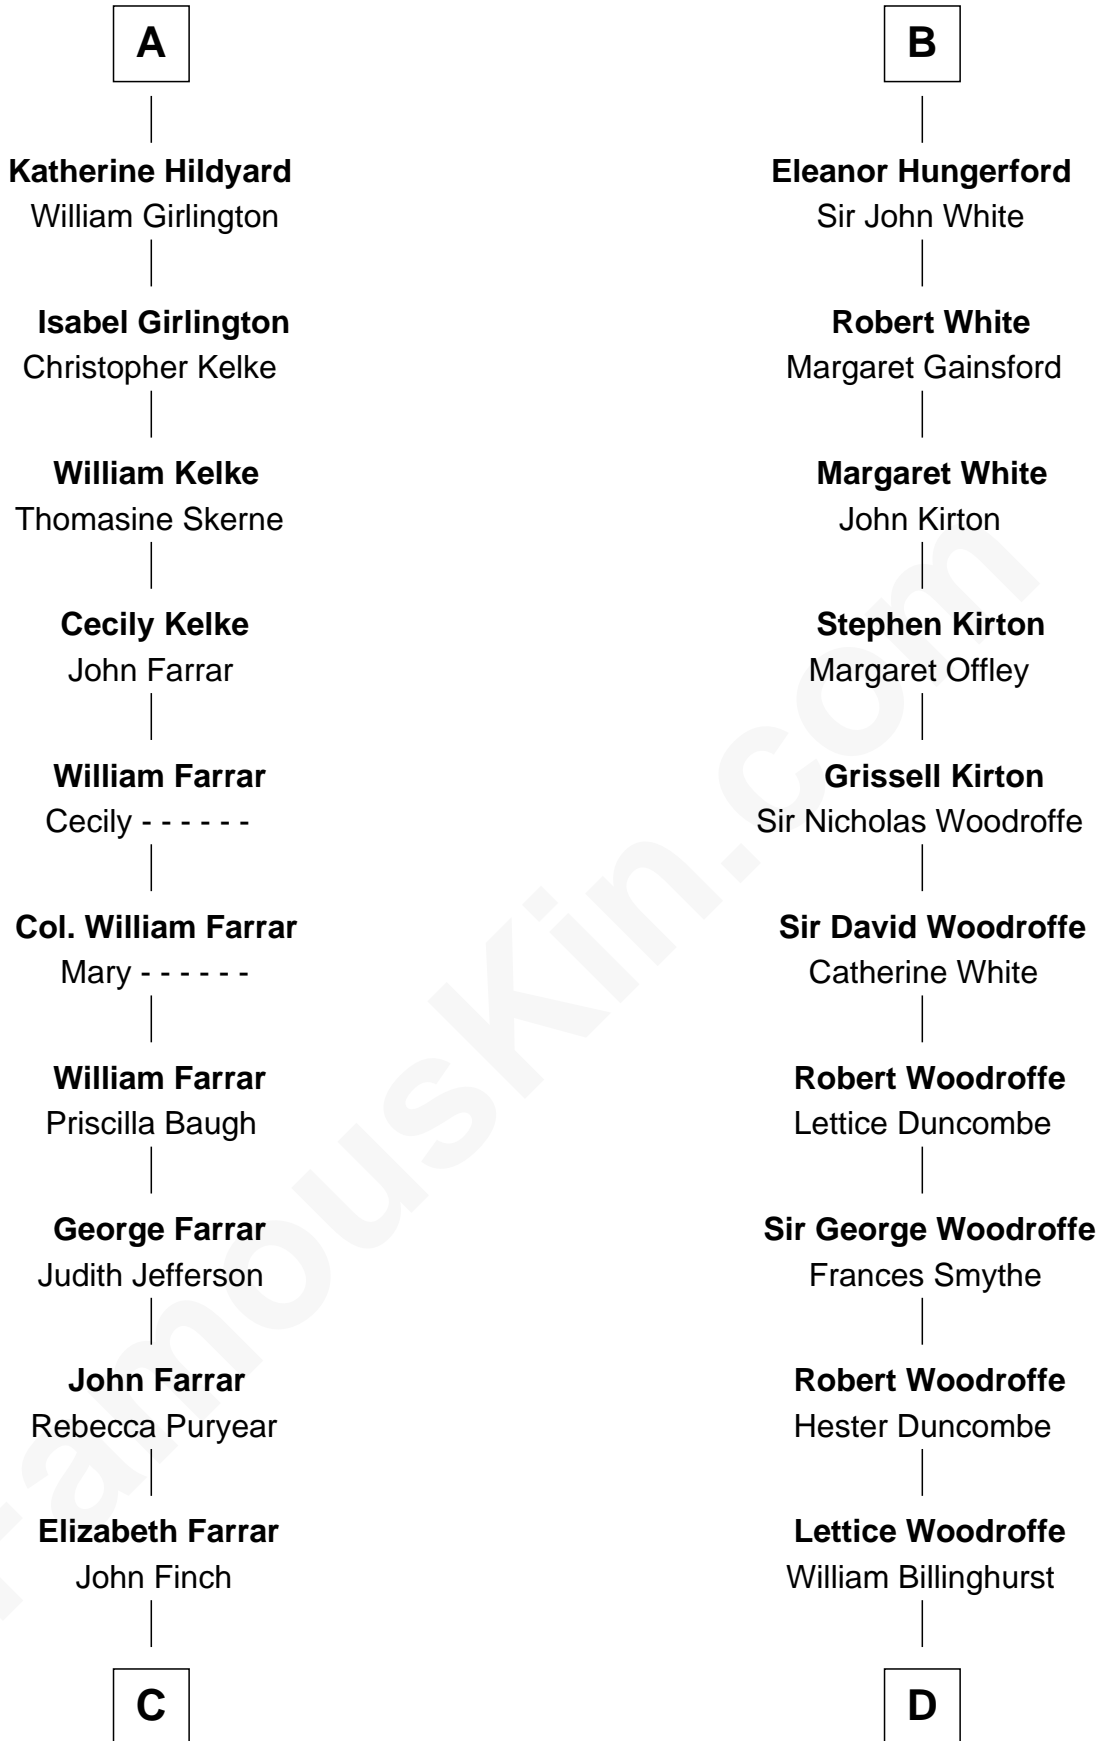 A
Katherine Hildyard
William Girlington
Isabel Girlington
Christopher Kelke
William Kelke
Thomasine Skerne
Cecily Kelke
John Farrar
William Farrar
Cecily - - - - - -
Col. William Farrar
Mary - - - - - -
William Farrar
Priscilla Baugh
George Farrar
Judith Jefferson
John Farrar
Rebecca Puryear
Elizabeth Farrar
John Finch
C
B
Eleanor Hungerford
Sir John White
Robert White
Margaret Gainsford
Margaret White
John Kirton
Stephen Kirton
Margaret Offley
Grissell Kirton
Sir Nicholas Woodroffe
Sir David Woodroffe
Catherine White
Robert Woodroffe
Lettice Duncombe
Sir George Woodroffe
Frances Smythe
Robert Woodroffe
Hester Duncombe
Lettice Woodroffe
William Billinghurst
D
FamousKin.com